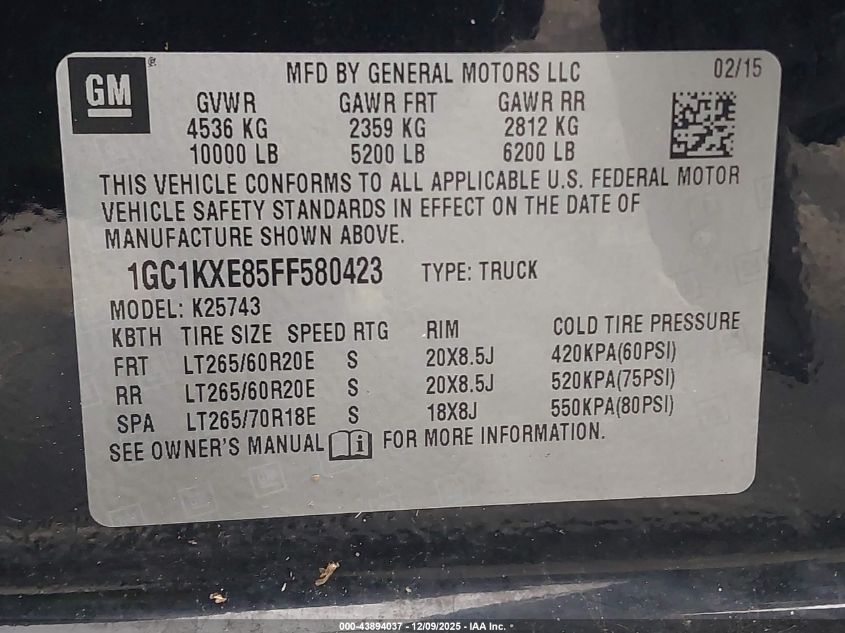 GM ®
MFD BY GENERAL MOTORS LLC 02/15
GVWR GAWR FRT GAWR RR
4536 KG 2359 KG 2812 KG
10000 LB 5200 LB 6200 LB
THIS VEHICLE CONFORMS TO ALL APPLICABLE U.S. FEDERAL MOTOR
VEHICLE SAFETY STANDARDS IN EFFECT ON THE DATE OF
MANUFACTURE SHOWN ABOVE.
1GC1KXE85FF580423 TYPE: TRUCK
MODEL: K25743
KBTH TIRE SIZE SPEED RTG RIM COLD TIRE PRESSURE
FRT LT265/60R20E S 20X8.5J 420KPA(60PSI)
RR LT265/60R20E S 20X8.5J 520KPA(75PSI)
SPA LT265/70R18E S 18X8J 550KPA(80PSI)
SEE OWNER'S MANUAL i FOR MORE INFORMATION.
000-43894037 - 12/09/2025 - IAA Inc.